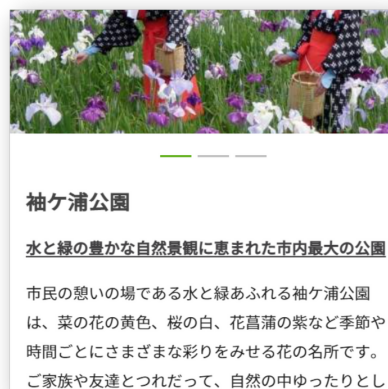 袖ケ浦公園
水と緑の豊かな自然景観に恵まれた市内最大の公園
市民の憩いの場である水と緑あふれる袖ケ浦公園
は、菜の花の黄色、桜の白、花菖蒲の紫など季節や
時間ごとにさまざまな彩りをみせる花の名所です。
ご家族や友達とつれだって、自然の中ゆったりとし